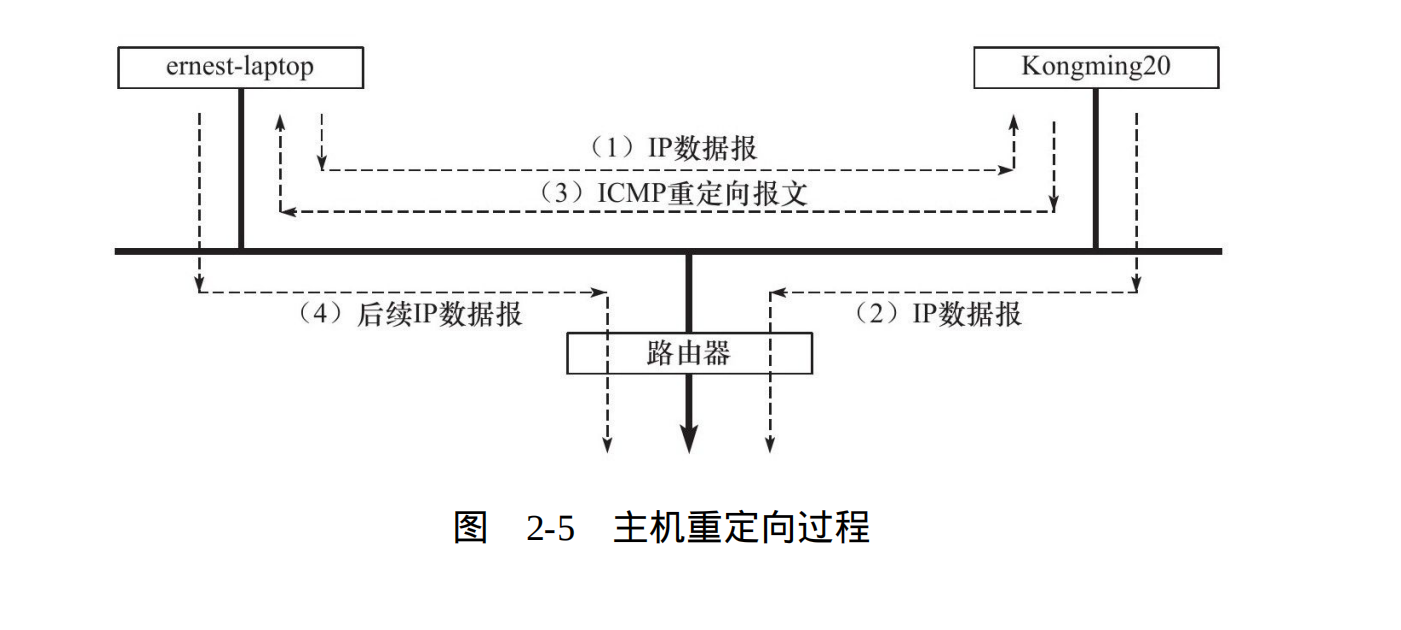 ernest-laptop
Kongming20
（1）IP数据报
（3）ICMP重定向报文
（4）后续IP数据报
（2）IP数据报
路由器
图 2-5 主机重定向过程